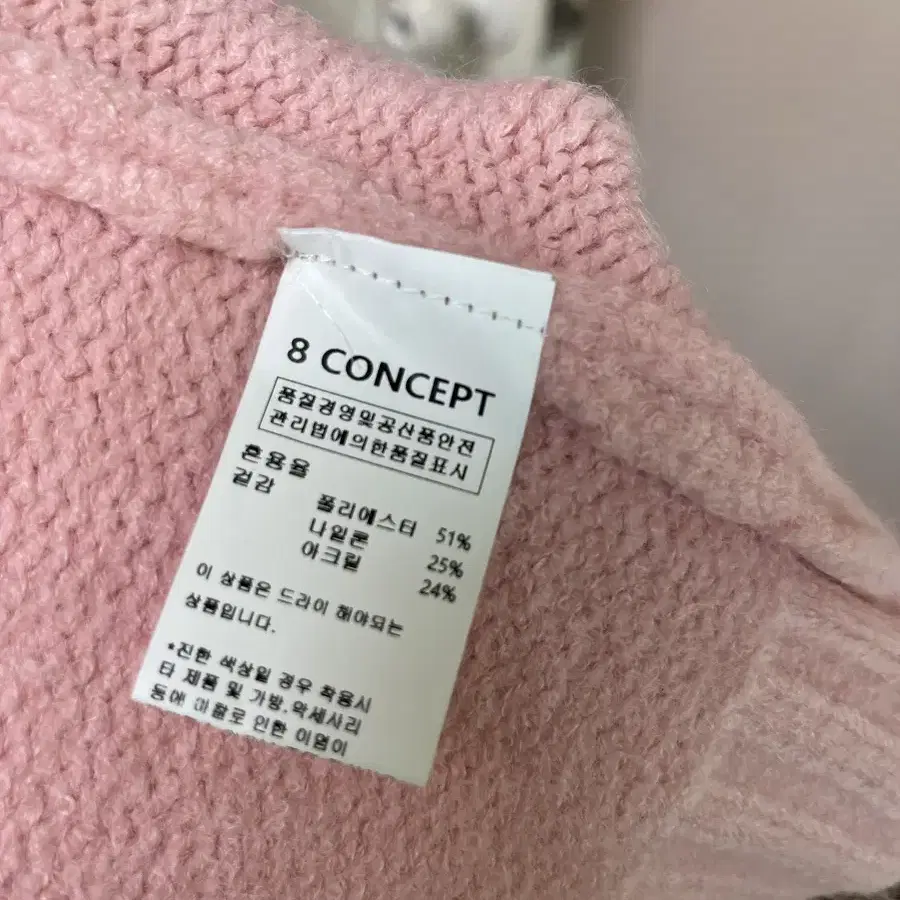 8 CONCEPT
품질경영및공산품안전
관리법에의한품질표시
혼용율
겉감
폴리에스터 51%
나일론 25%
아크릴 24%
이 상품은 드라이 해야되는
상품입니다.
*진한 색상일 경우 착용시
타 제품 및 가방,악세사리
등에 마찰로 인한 이염이